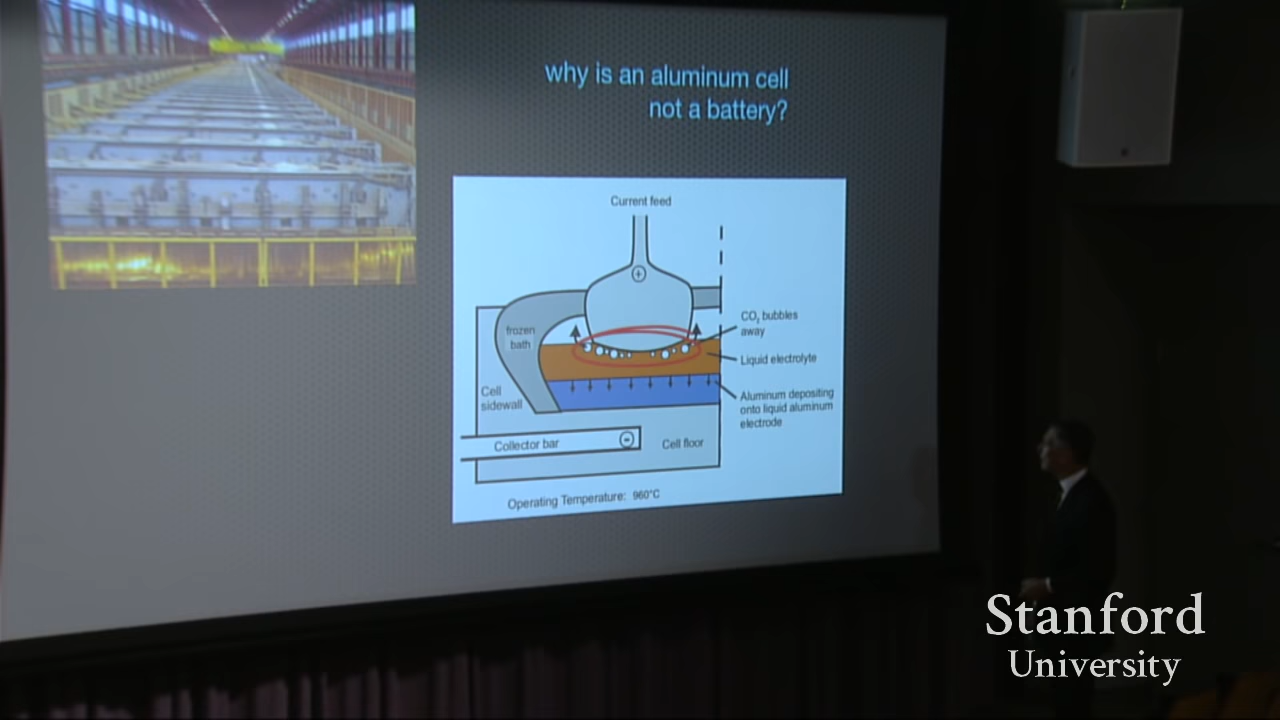 why is an aluminum cell
not a battery?
Current feed
+
CO₂ bubbles
away
frozen
bath
Liquid electrolyte
Cell
sidewall
Aluminum depositing
onto liquid aluminum
electrode
Collector bar
-
Cell floor
Operating Temperature: 960°C
Stanford
University